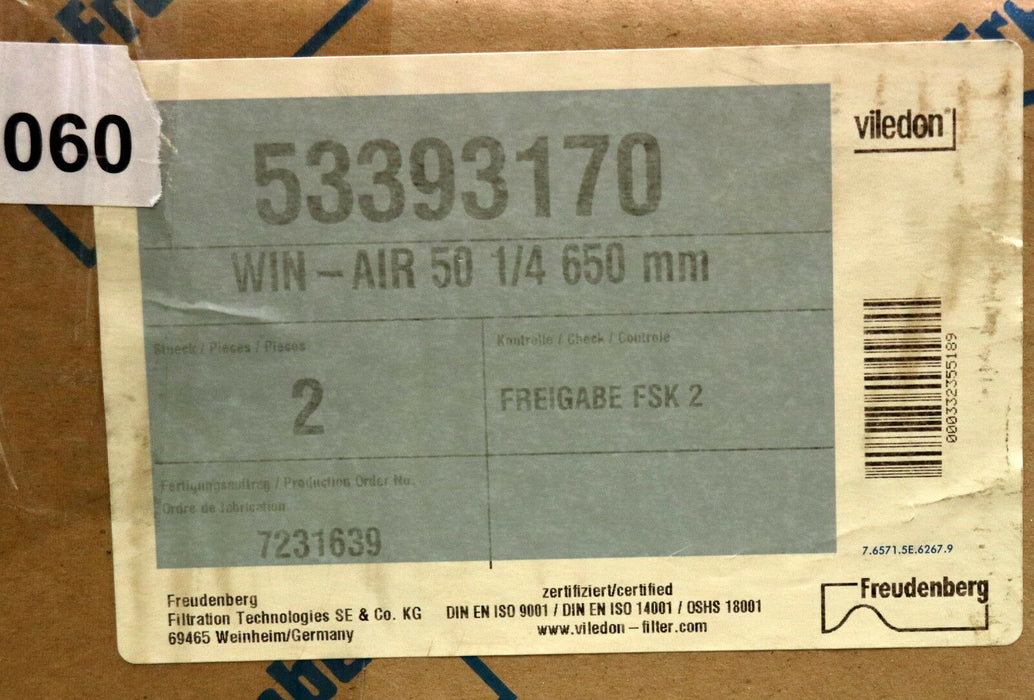 060
viledon
53393170
WIN – AIR 50 1/4 650 mm
Stueck / Pieces / Pieces
2
Kontrolle / Check / Controle
FREIGABE FSK 2
Fertigungsauftrag / Production Order No.
Ordre de fabrication
7231639
000332355189
7.6571.5E.6267.9
Freudenberg
Filtration Technologies SE & Co. KG
69465 Weinheim/Germany
zertifiziert/certified
DIN EN ISO 9001 / DIN EN ISO 14001 / OSHS 18001
www.viledon–filter.com
Freudenberg